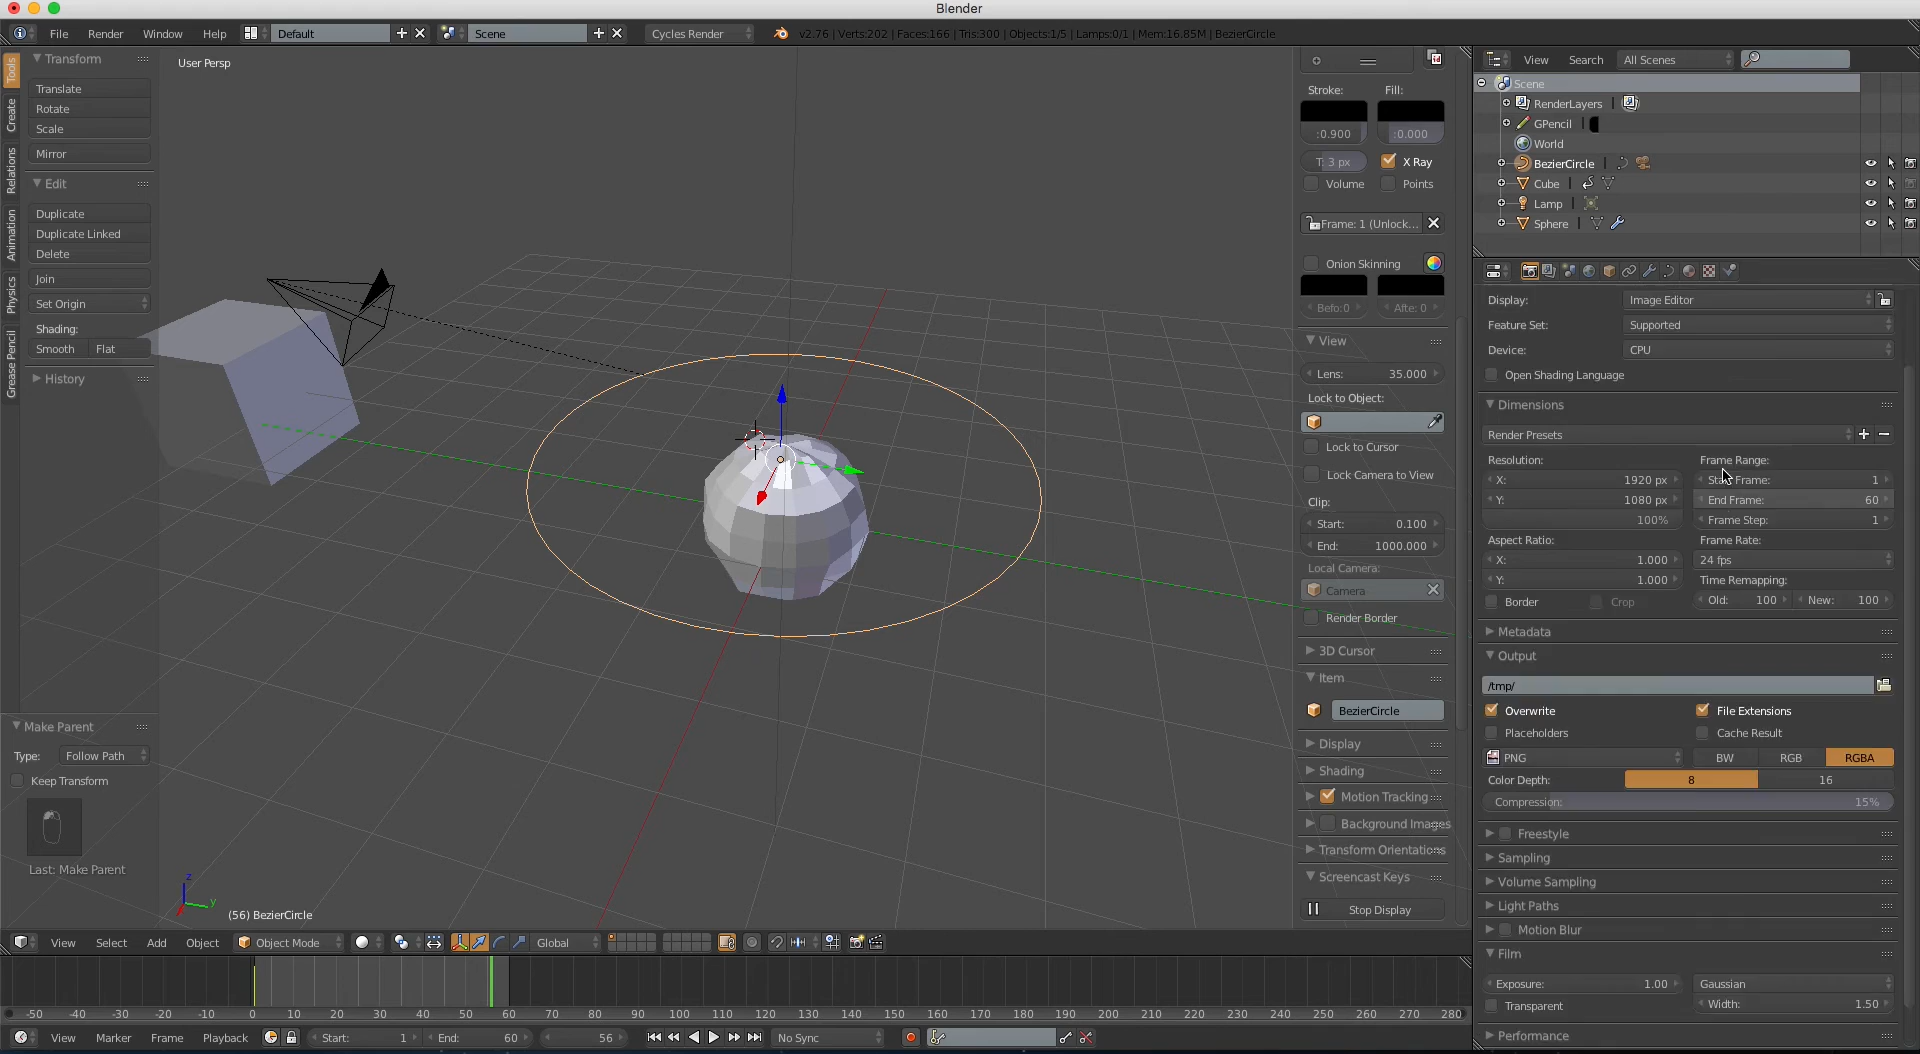 Blender
File Render Window Help Default Scene Cycles Render v2.76 | Verts:202 | Faces:166 | Tris:300 | Objects:1/5 | Lamps:0/1 | Mem:16.85M | BezierCircle
Tools
Create
Relations
Animation
Physics
Grease Pencil
Transform
Translate
Rotate
Scale
Mirror
Edit
Duplicate
Duplicate Linked
Delete
Join
Set Origin
Shading:
Smooth Flat
History
Make Parent
Type: Follow Path
Keep Transform
Last: Make Parent
User Persp
z
y
(56) BezierCircle
Stroke: Fill:
:0.900 :0.000
T: 3 px X Ray
Volume Points
Frame: 1 (Unlock...
Onion Skinning
Befo:0 Afte: 0
View
Lens: 35.000
Lock to Object:
Lock to Cursor
Lock Camera to View
Clip:
Start: 0.100
End: 1000.000
Local Camera:
Camera
Render Border
3D Cursor
Item
BezierCircle
Display
Shading
Motion Tracking
Background Images
Transform Orientations
Screencast Keys
Stop Display
View Search All Scenes
Scene
RenderLayers
GPencil
World
BezierCircle
Cube
Lamp
Sphere
Display: Image Editor
Feature Set: Supported
Device: CPU
Open Shading Language
Dimensions
Render Presets
Resolution: Frame Range:
X: 1920 px Start Frame: 1
Y: 1080 px End Frame: 60
100% Frame Step: 1
Aspect Ratio: Frame Rate:
X: 1.000 24 fps
Y: 1.000 Time Remapping:
Border Crop Old: 100 New: 100
Metadata
Output
/tmp/
Overwrite File Extensions
Placeholders Cache Result
PNG BW RGB RGBA
Color Depth: 8 16
Compression: 15%
Freestyle
Sampling
Volume Sampling
Light Paths
Motion Blur
Film
Exposure: 1.00 Gaussian
Transparent Width: 1.50
Performance
View Select Add Object Object Mode Global
-50 -40 -30 -20 -10 0 10 20 30 40 50 60 70 80 90 100 110 120 130 140 150 160 170 180 190 200 210 220 230 240 250 260 270 280
View Marker Frame Playback Start: 1 End: 60 56 No Sync